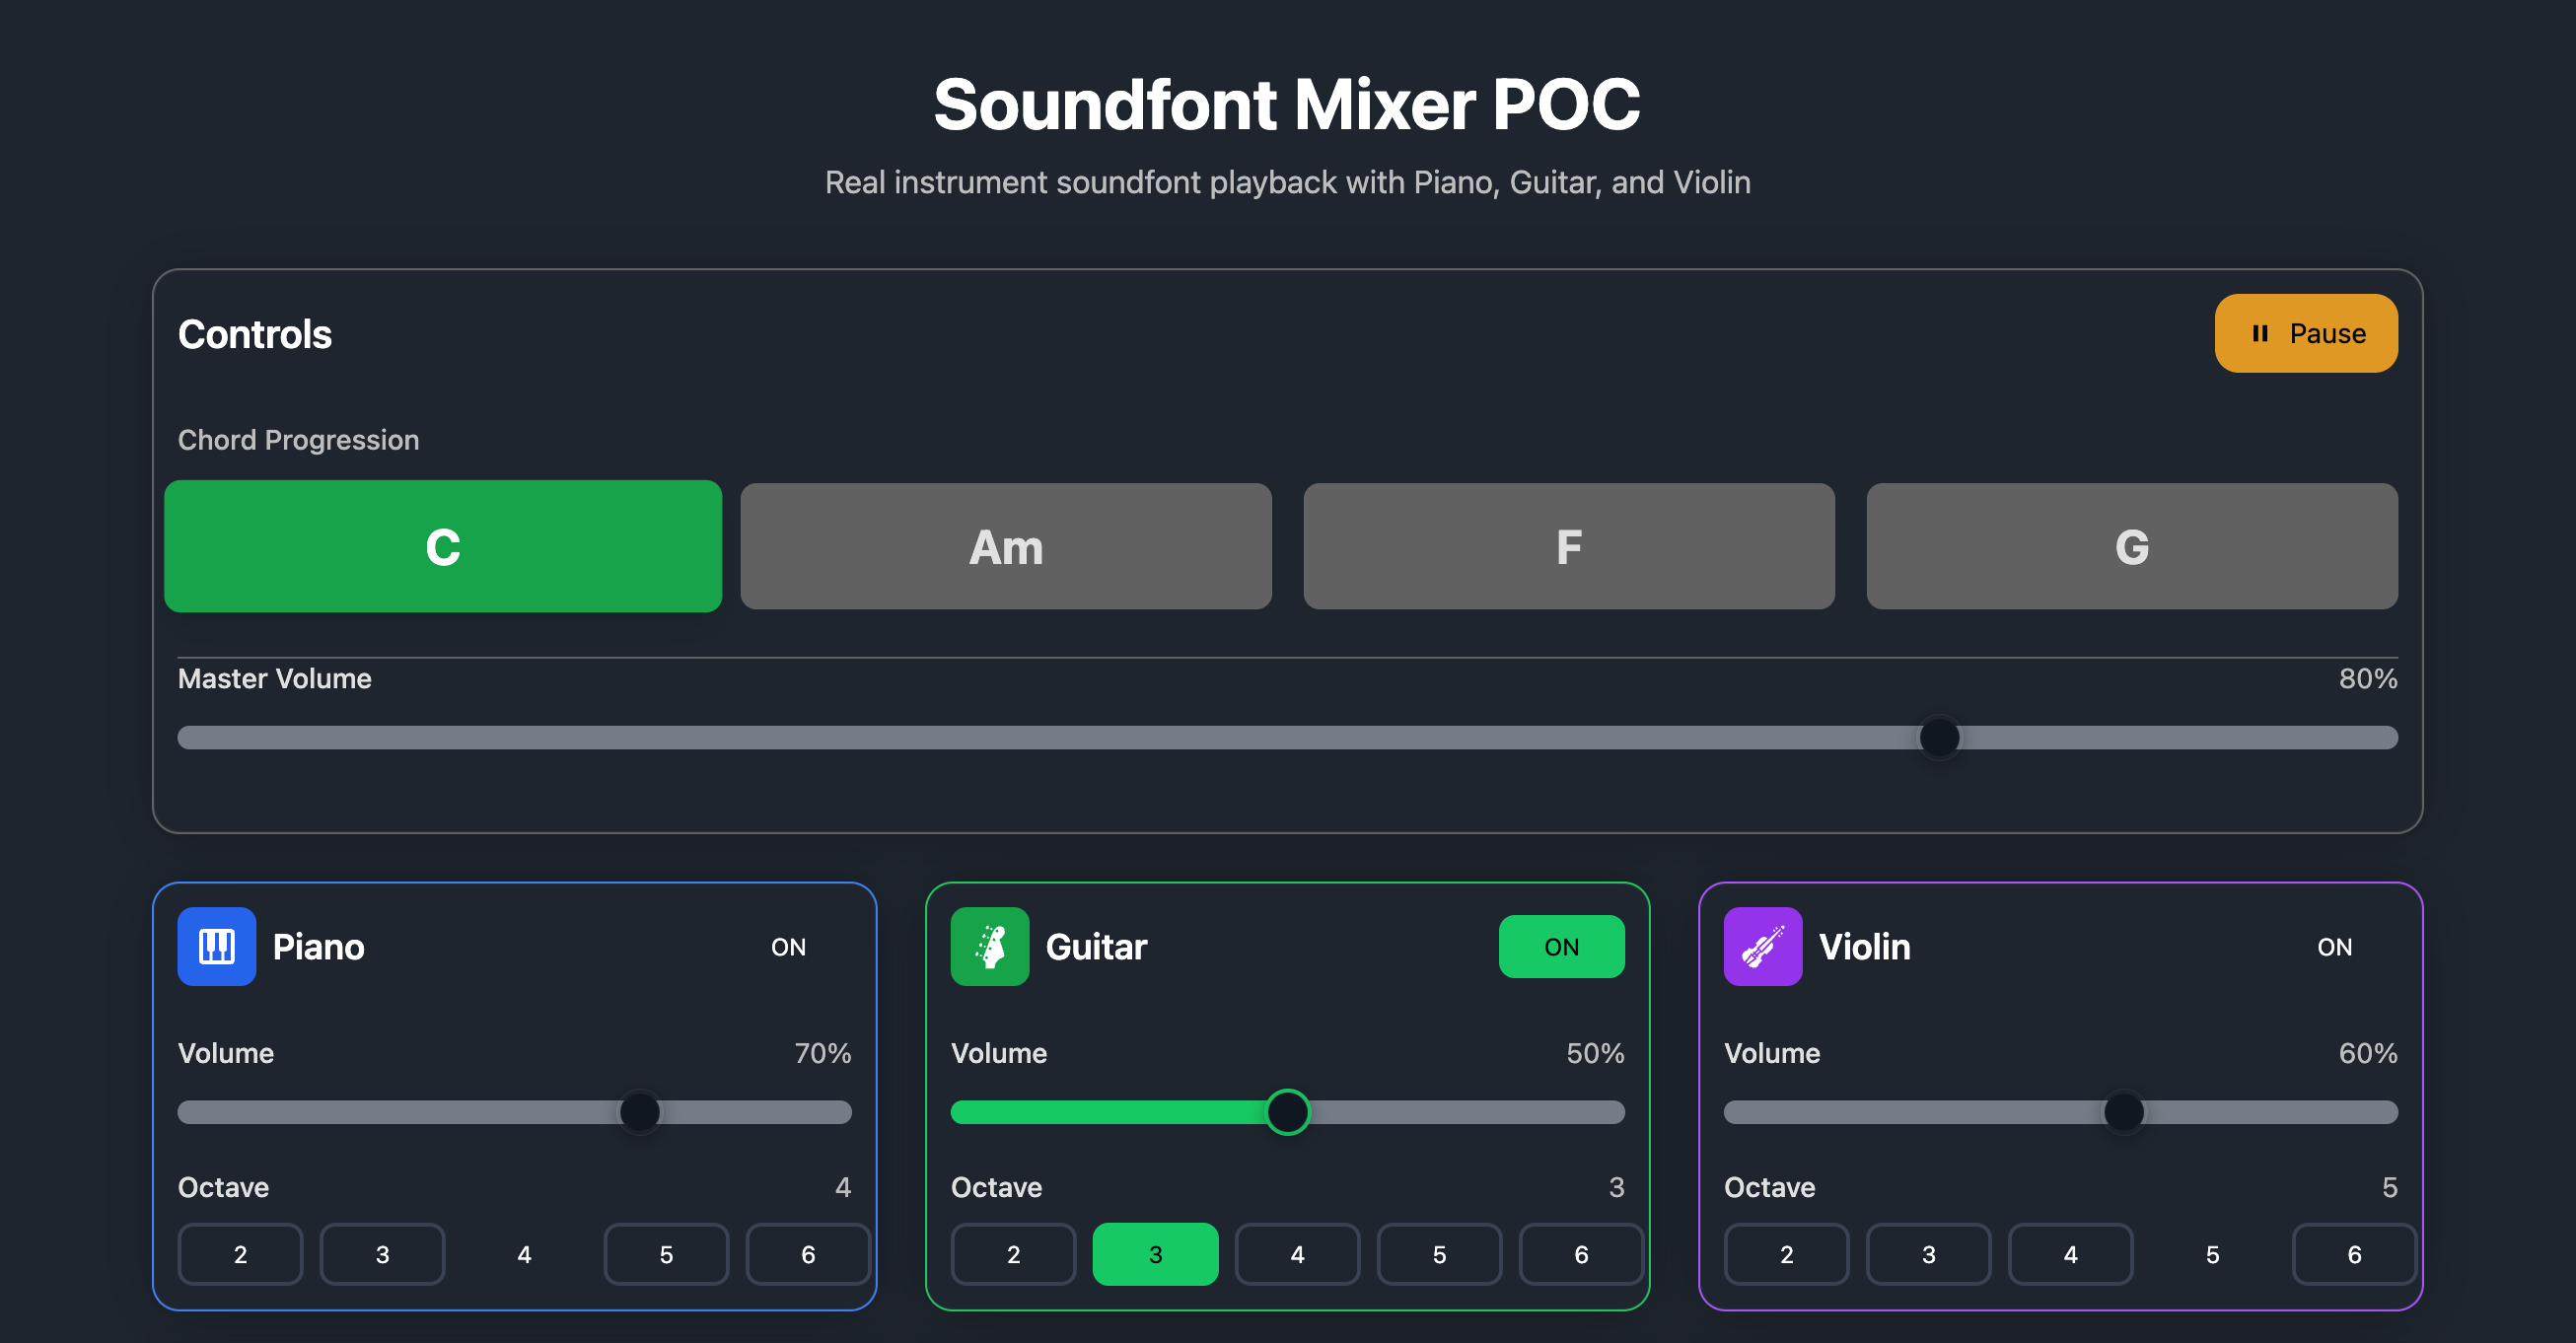 Soundfont Mixer POC
Real instrument soundfont playback with Piano, Guitar, and Violin
Controls
Pause
Chord Progression
C
Am
F
G
Master Volume
80%
Piano
ON
Volume
70%
Octave
4
2
3
4
5
6
Guitar
ON
Volume
50%
Octave
3
2
3
4
5
6
Violin
ON
Volume
60%
Octave
5
2
3
4
5
6